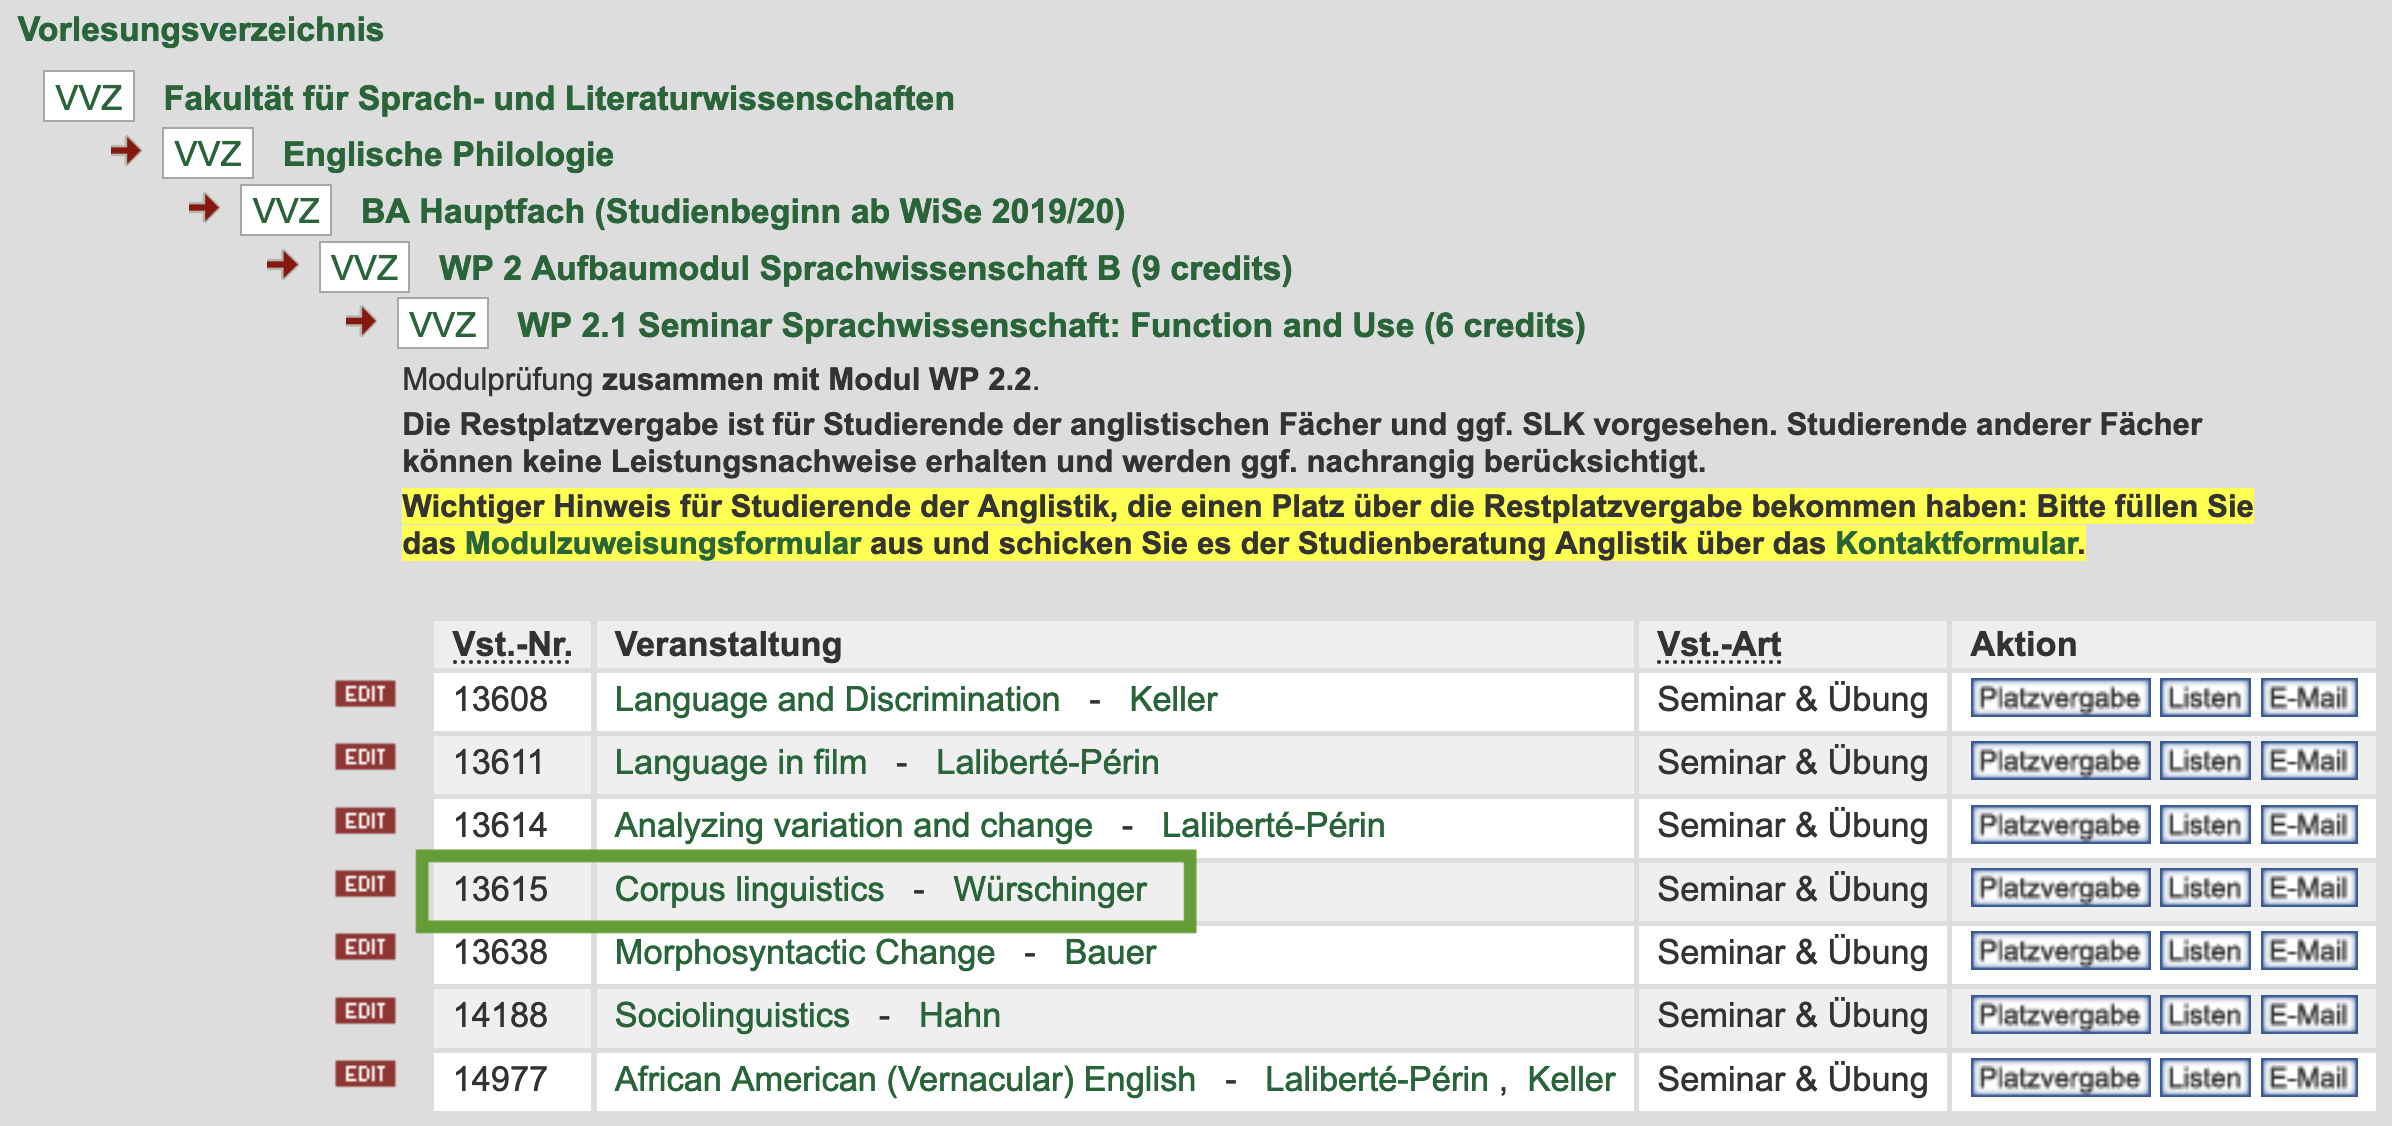 Vorlesungsverzeichnis
VVZ Fakultät für Sprach- und Literaturwissenschaften
VVZ Englische Philologie
VVZ BA Hauptfach (Studienbeginn ab WiSe 2019/20)
VVZ WP 2 Aufbaumodul Sprachwissenschaft B (9 credits)
VVZ WP 2.1 Seminar Sprachwissenschaft: Function and Use (6 credits)
Modulprüfung zusammen mit Modul WP 2.2.
Die Restplatzvergabe ist für Studierende der anglistischen Fächer und ggf. SLK vorgesehen. Studierende anderer Fächer
können keine Leistungsnachweise erhalten und werden ggf. nachrangig berücksichtigt.
Wichtiger Hinweis für Studierende der Anglistik, die einen Platz über die Restplatzvergabe bekommen haben: Bitte füllen Sie
das Modulzuweisungsformular aus und schicken Sie es der Studienberatung Anglistik über das Kontaktformular.
Vst.-Nr. Veranstaltung Vst.-Art Aktion
EDIT 13608 Language and Discrimination - Keller Seminar & Übung Platzvergabe Listen E-Mail
EDIT 13611 Language in film - Laliberté-Périn Seminar & Übung Platzvergabe Listen E-Mail
EDIT 13614 Analyzing variation and change - Laliberté-Périn Seminar & Übung Platzvergabe Listen E-Mail
EDIT 13615 Corpus linguistics - Würschinger Seminar & Übung Platzvergabe Listen E-Mail
EDIT 13638 Morphosyntactic Change - Bauer Seminar & Übung Platzvergabe Listen E-Mail
EDIT 14188 Sociolinguistics - Hahn Seminar & Übung Platzvergabe Listen E-Mail
EDIT 14977 African American (Vernacular) English - Laliberté-Périn , Keller Seminar & Übung Platzvergabe Listen E-Mail